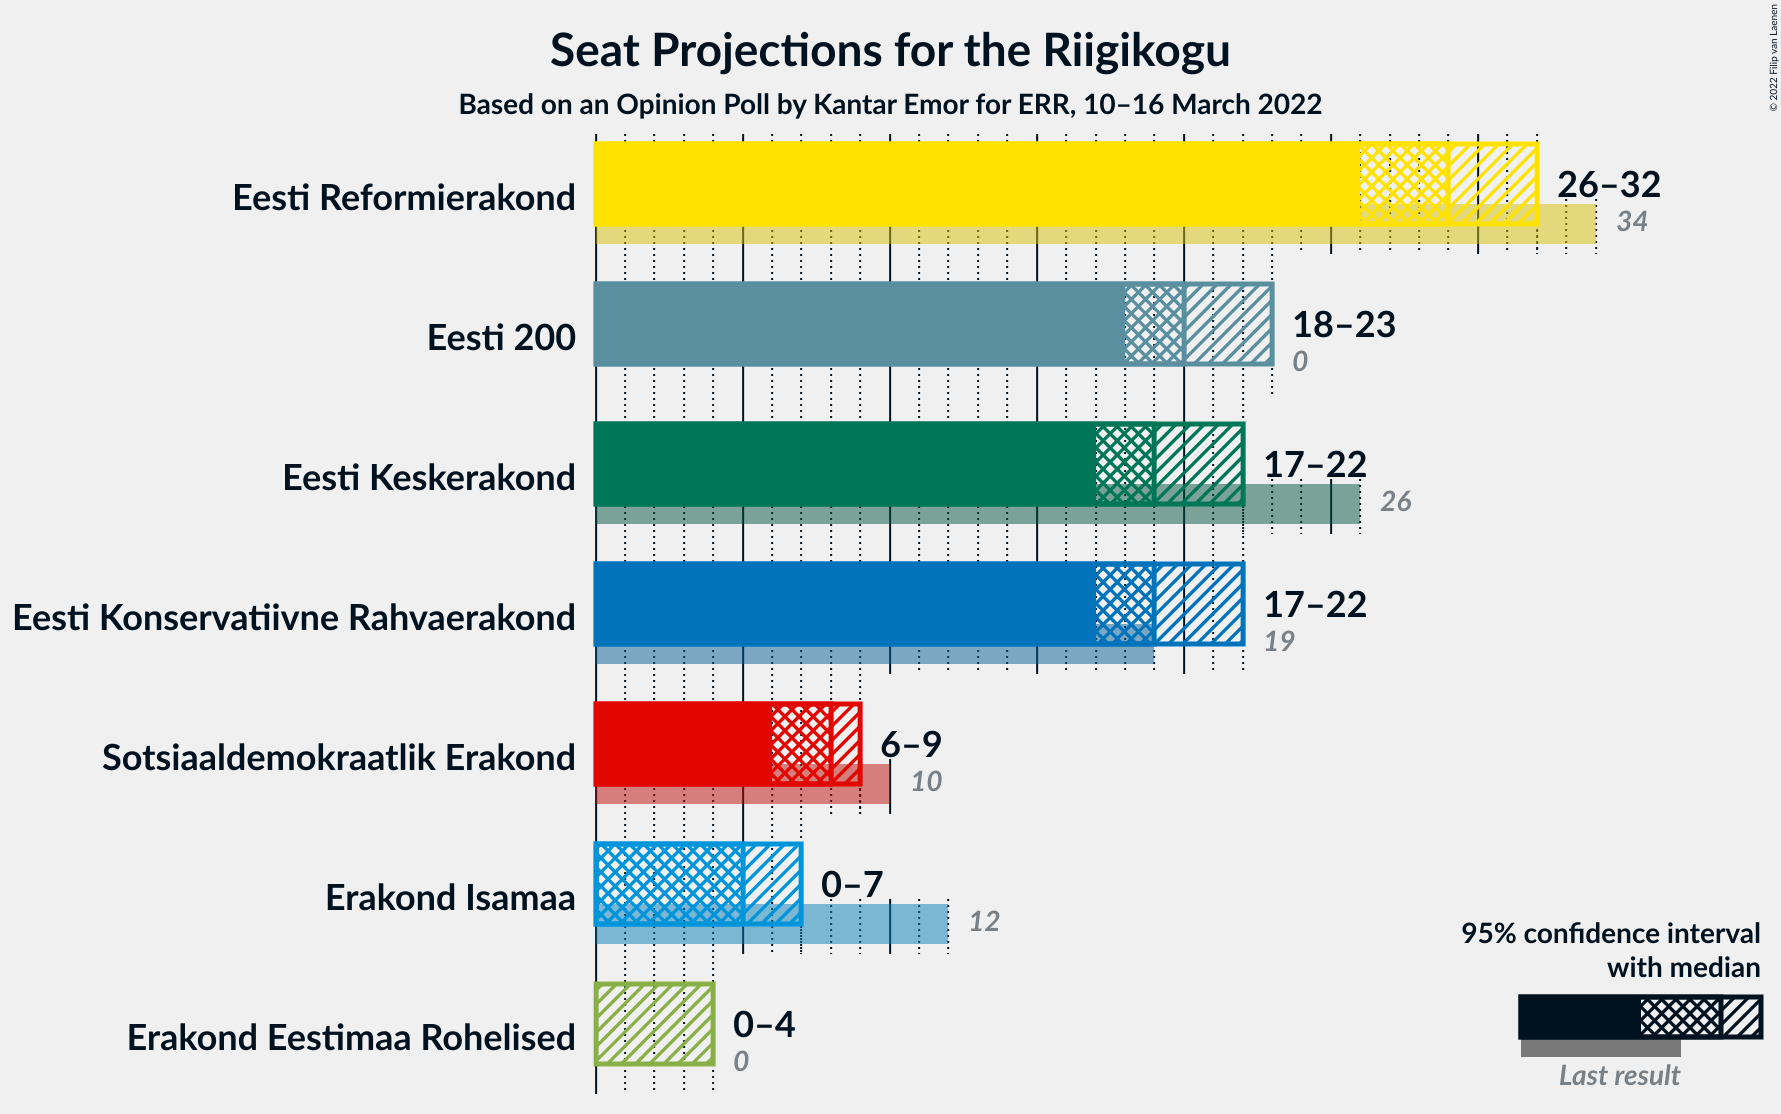 Seat Projections for the Riigikogu
Based on an Opinion Poll by Kantar Emor for ERR, 10–16 March 2022
© 2022 Filip van Laenen
Eesti Reformierakond
26–32
34
Eesti 200
18–23
0
Eesti Keskerakond
17–22
26
Eesti Konservatiivne Rahvaerakond
17–22
19
Sotsiaaldemokraatlik Erakond
6–9
10
Erakond Isamaa
0–7
12
Erakond Eestimaa Rohelised
0–4
0
95% confidence interval
with median
Last result